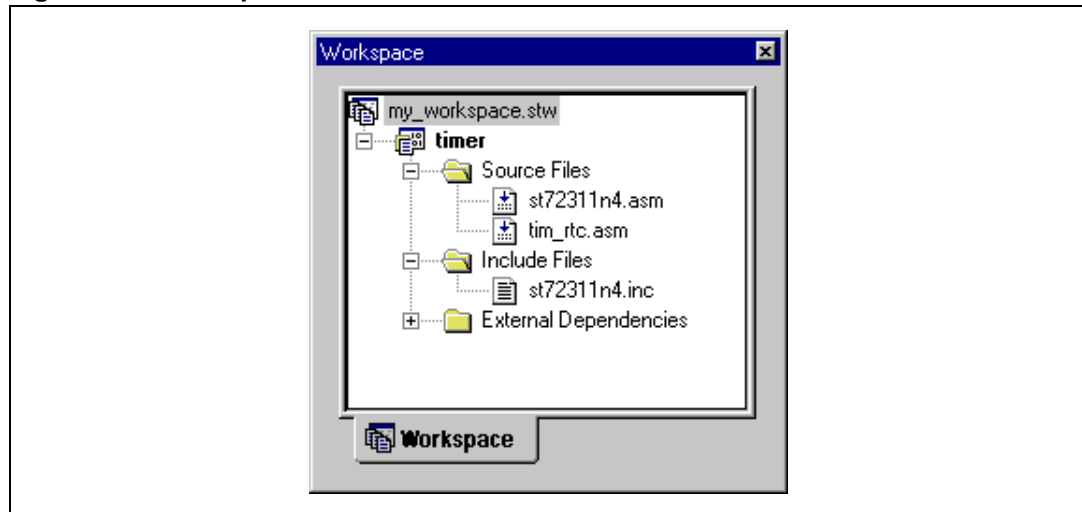 Workspace
my_workspace.stw
timer
Source Files
st72311n4.asm
tim_rtc.asm
Include Files
st72311n4.inc
External Dependencies
Workspace